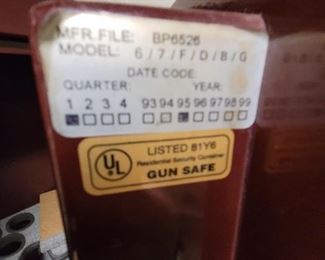 MFR. FILE: BP6526
MODEL: 6 / 7 / F / D / B / G
DATE CODE:
QUARTER: YEAR:
1 2 3 4 93 94 95 96 97 98 99
UL
LISTED 81Y6
Residential Security Container
GUN SAFE